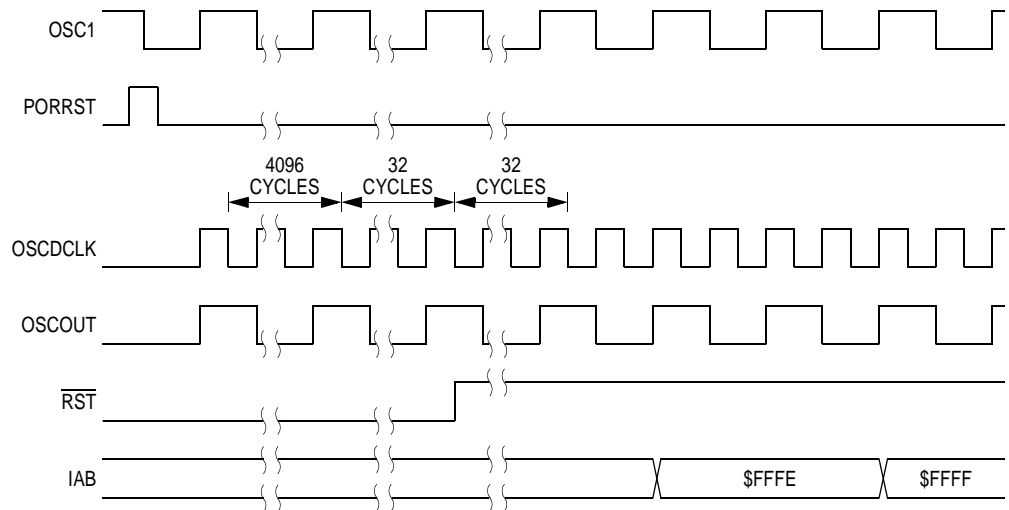 OSC1
PORRST
4096
CYCLES
32
CYCLES
32
CYCLES
OSCDCLK
OSCOUT
RST
IAB
$FFFE
$FFFF